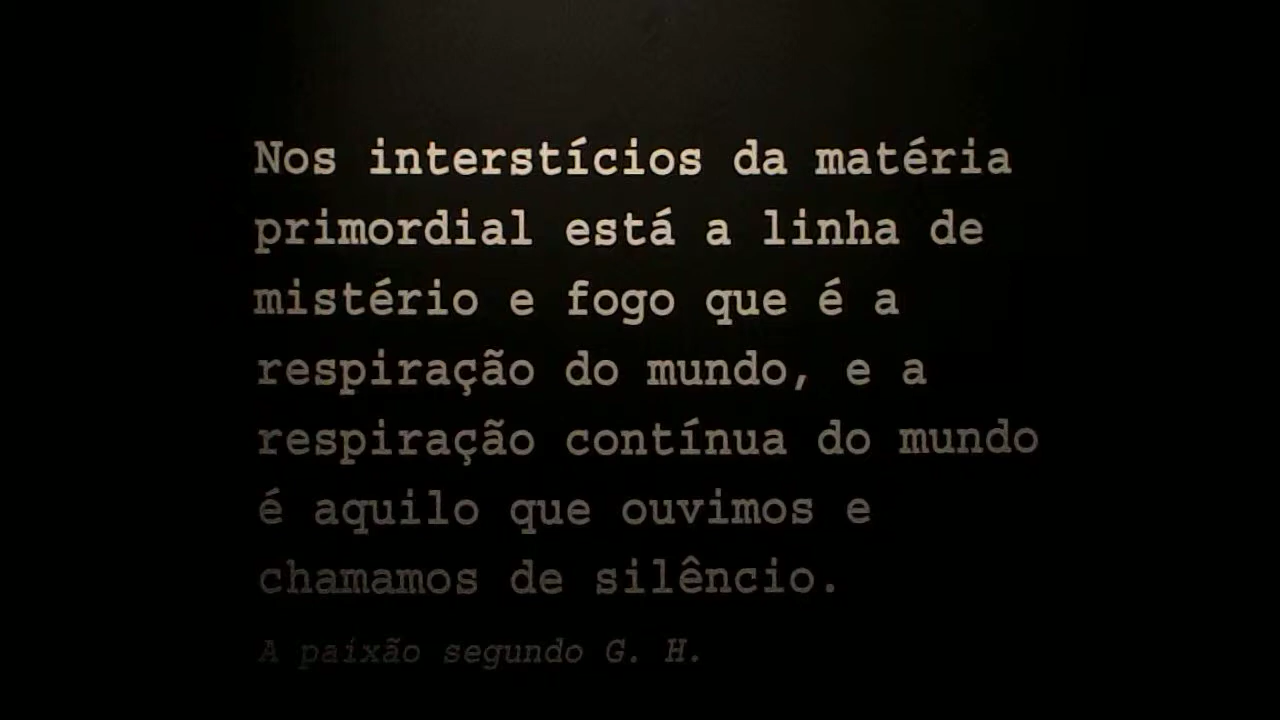 Nos interstícios da matéria
primordial está a linha de
mistério e fogo que é a
respiração do mundo, e a
respiração contínua do mundo
é aquilo que ouvimos e
chamamos de silêncio.
A paixão segundo G. H.